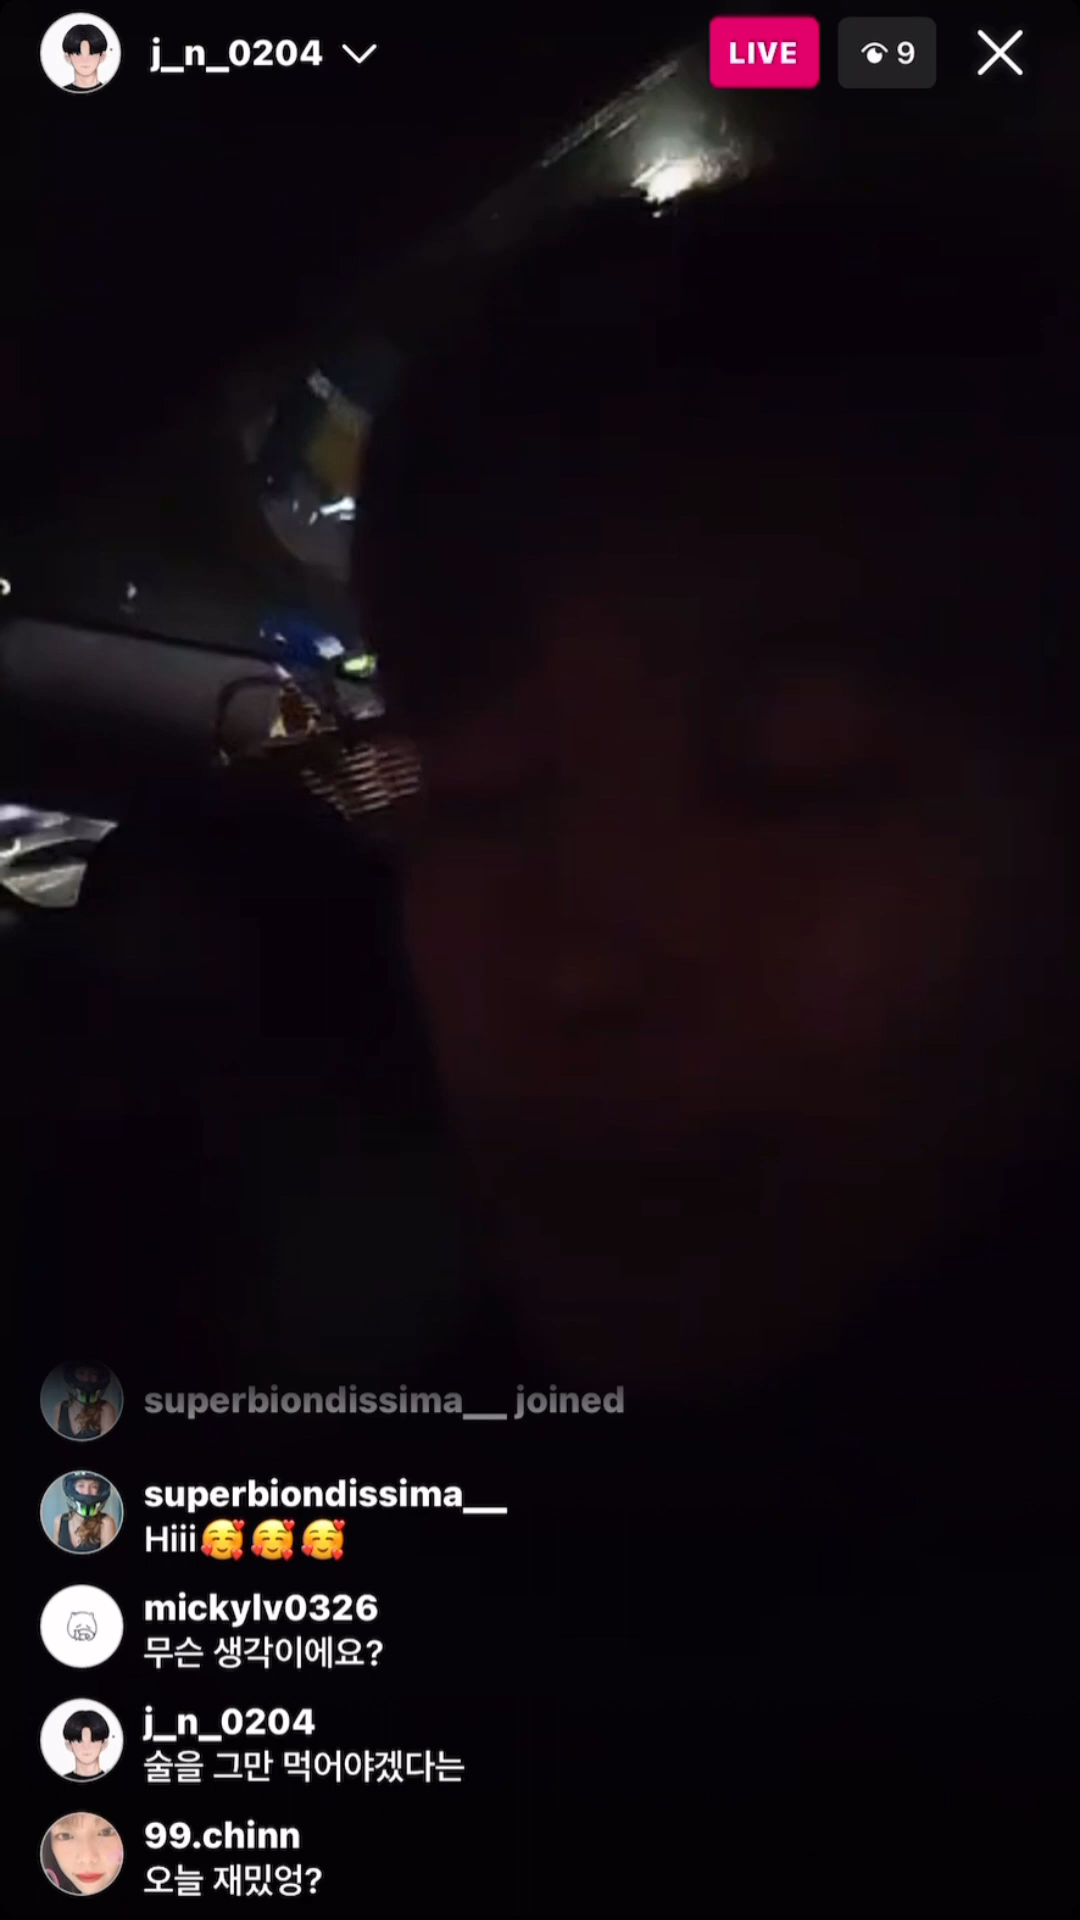 j_n_0204
LIVE
9
superbiondissima__ joined
superbiondissima__
Hiii🥰🥰🥰
mickylv0326
무슨 생각이에요?
j_n_0204
술을 그만 먹어야겠다는
99.chinn
오늘 재밌엉?